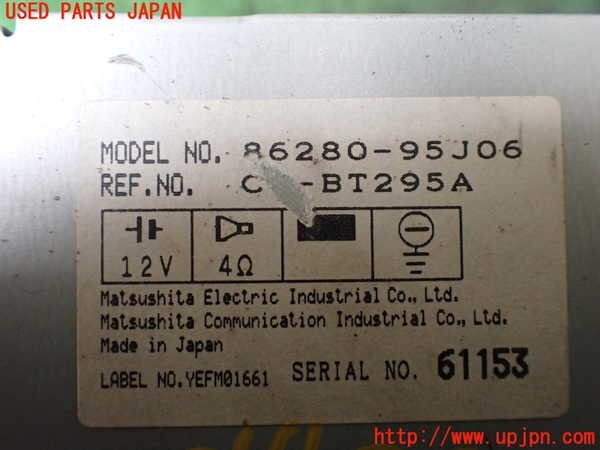 USED PARTS JAPAN
MODEL NO. 86280-95J06
REF.NO. -BT295A
12V 4Ω
Matsushita Electric Industrial Co., Ltd.
Matsushita Communication Industrial Co., Ltd.
Made in Japan
LABEL NO.YEFM01661 SERIAL NO. 61153
http://www.upjpn.com/